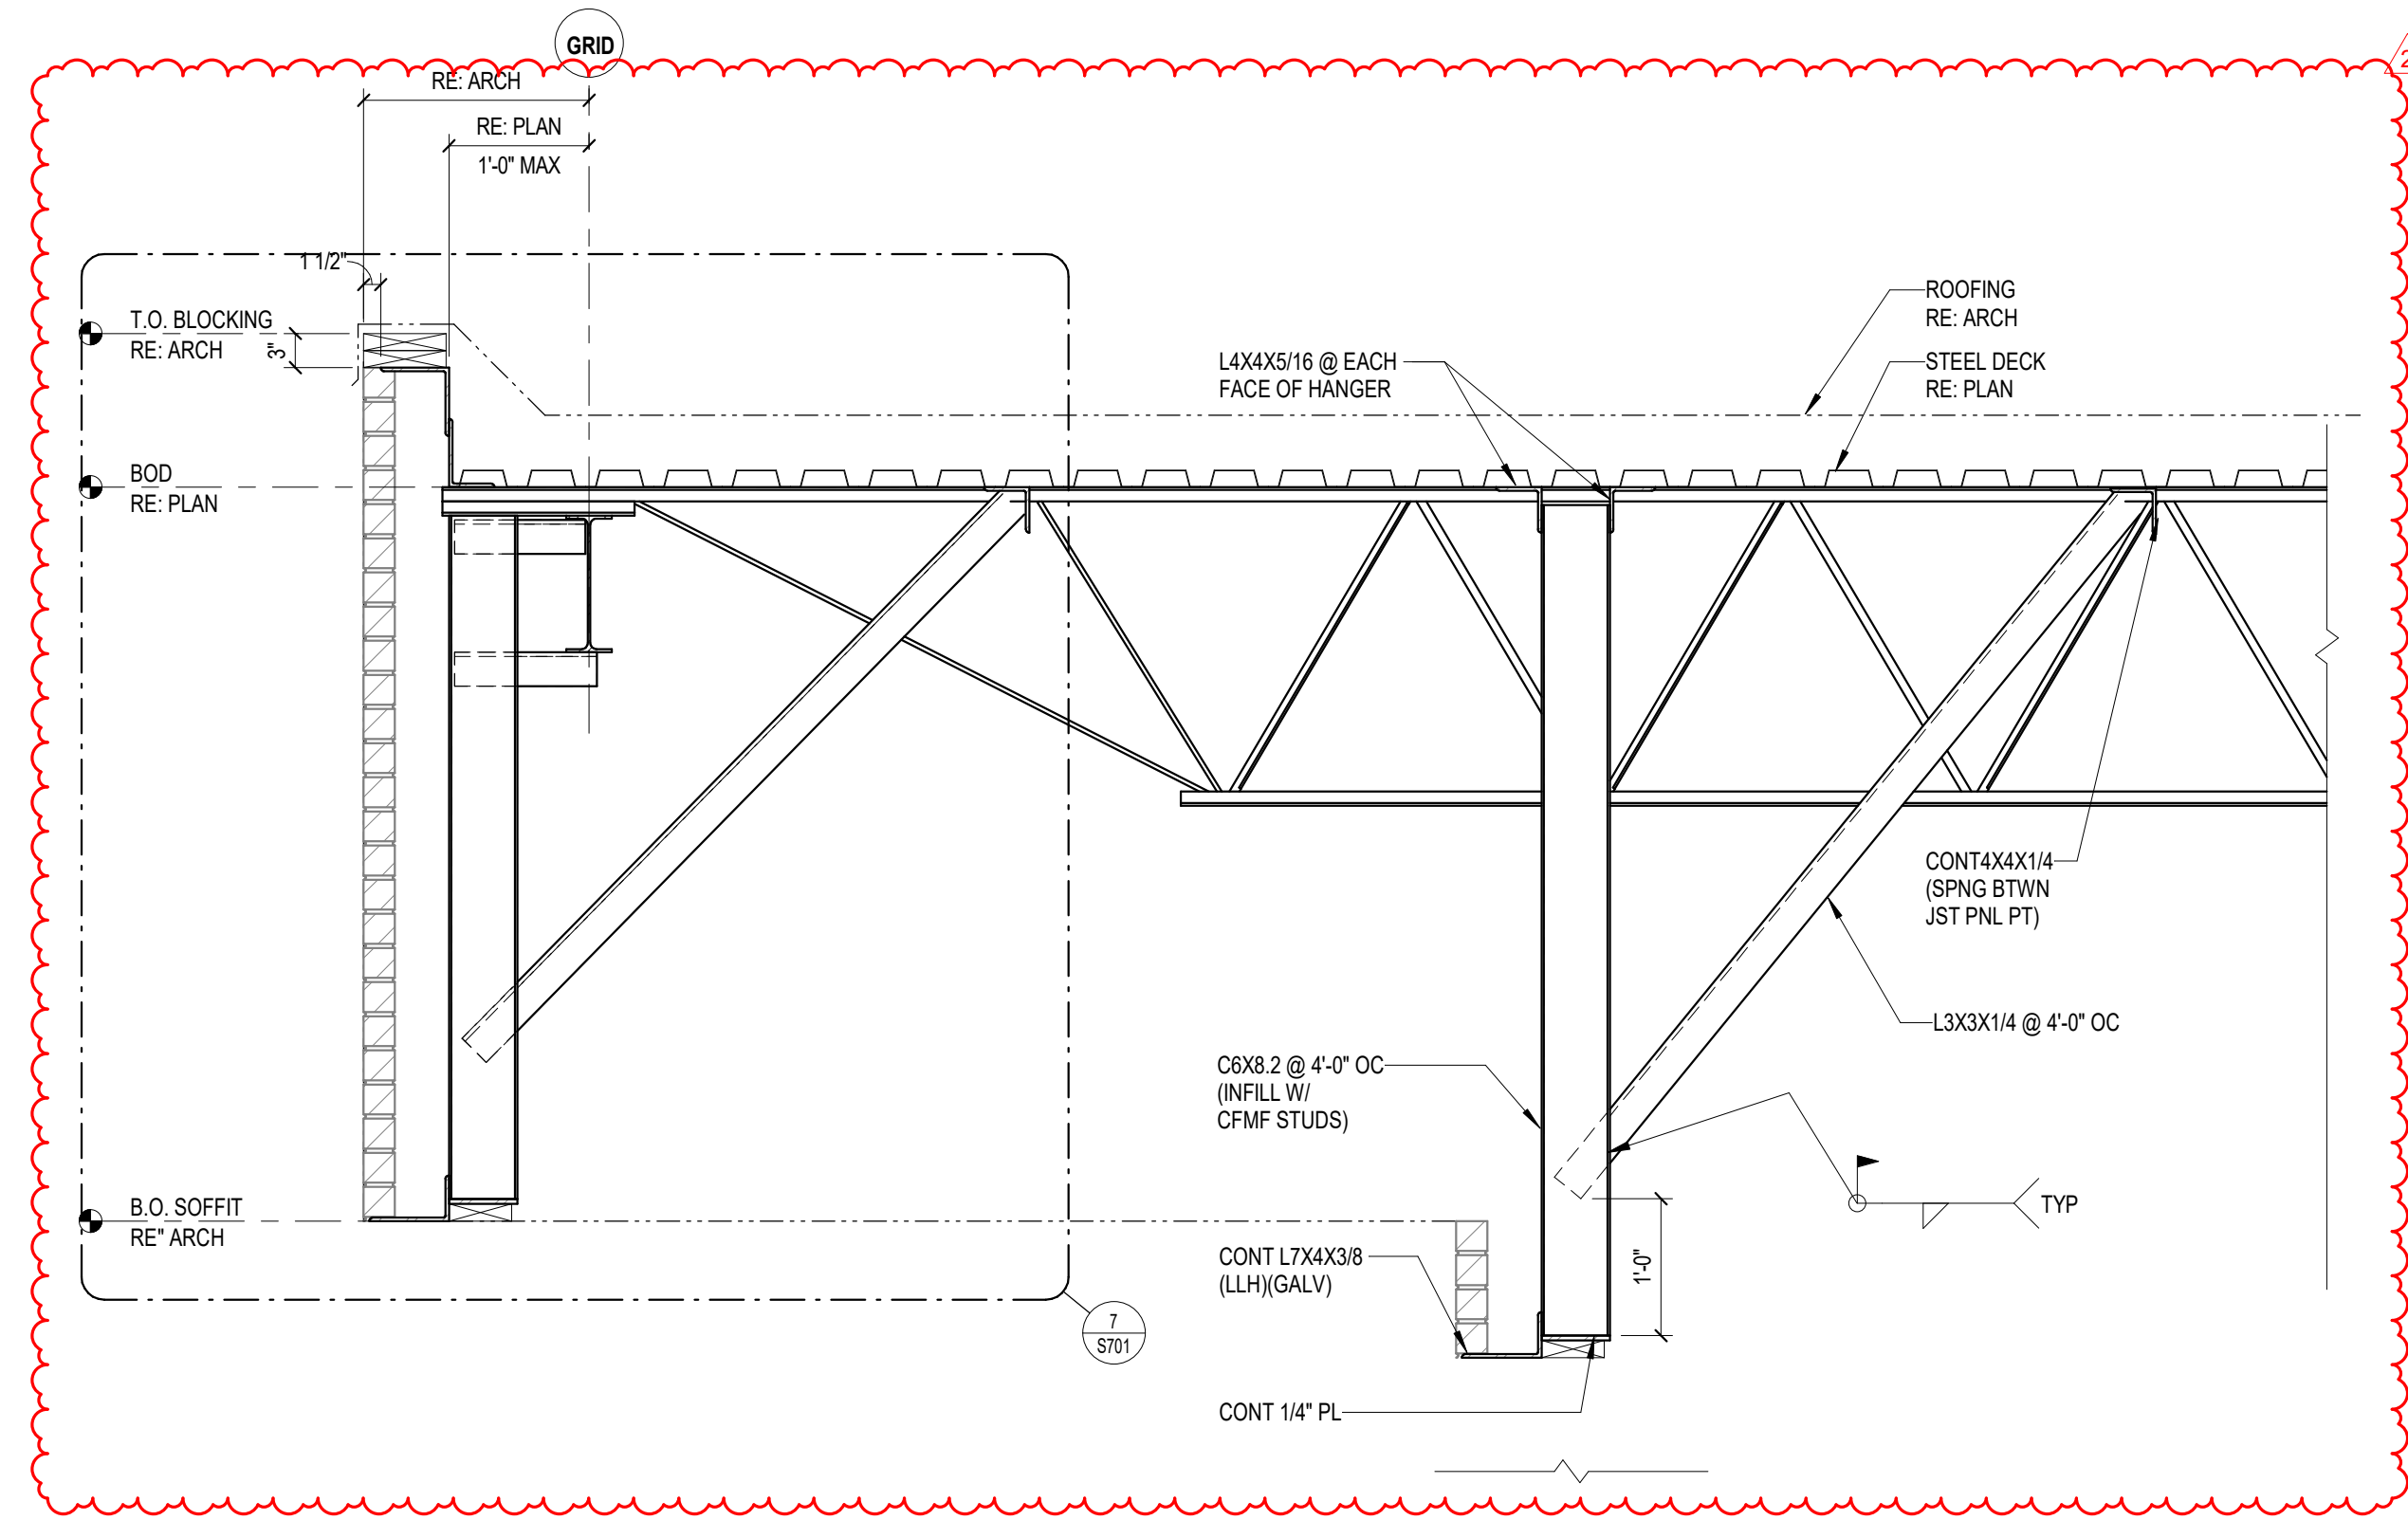 GRID
2
RE: ARCH
RE: PLAN
1'-0" MAX
1 1/2"
T.O. BLOCKING
RE: ARCH
3"
ROOFING
RE: ARCH
L4X4X5/16 @ EACH
FACE OF HANGER
STEEL DECK
RE: PLAN
BOD
RE: PLAN
CONT4X4X1/4
(SPNG BTWN
JST PNL PT)
L3X3X1/4 @ 4'-0" OC
C6X8.2 @ 4'-0" OC
(INFILL W/
CFMF STUDS)
B.O. SOFFIT
RE" ARCH
TYP
CONT L7X4X3/8
(LLH)(GALV)
1'-0"
7
S701
CONT 1/4" PL